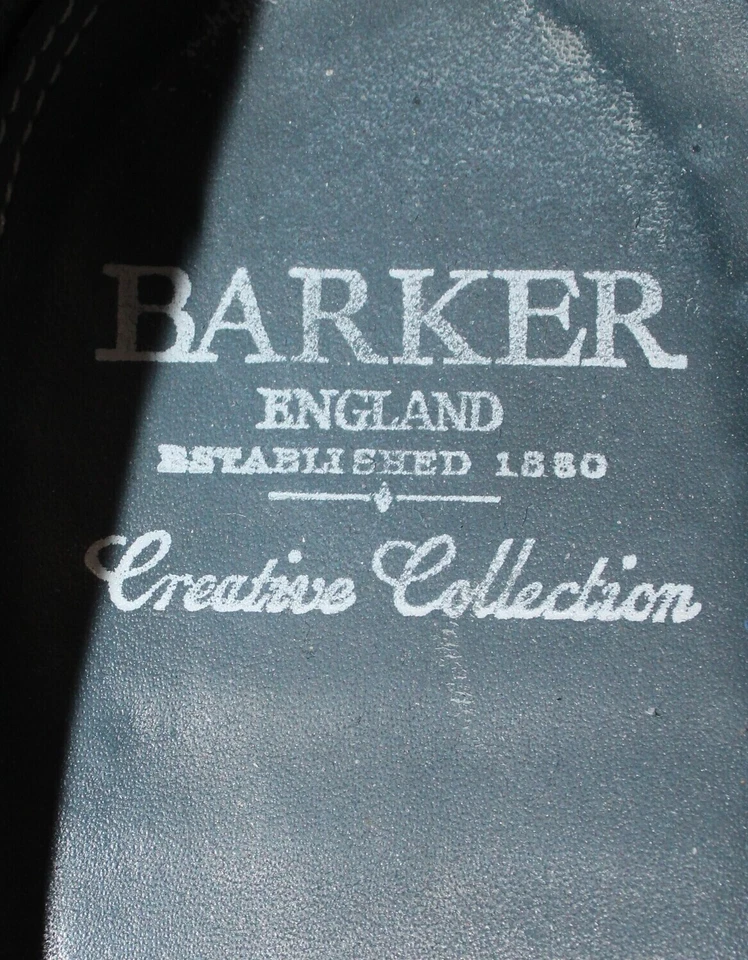 BARKER
ENGLAND
ESTABLISHED 1880
Creative Collection